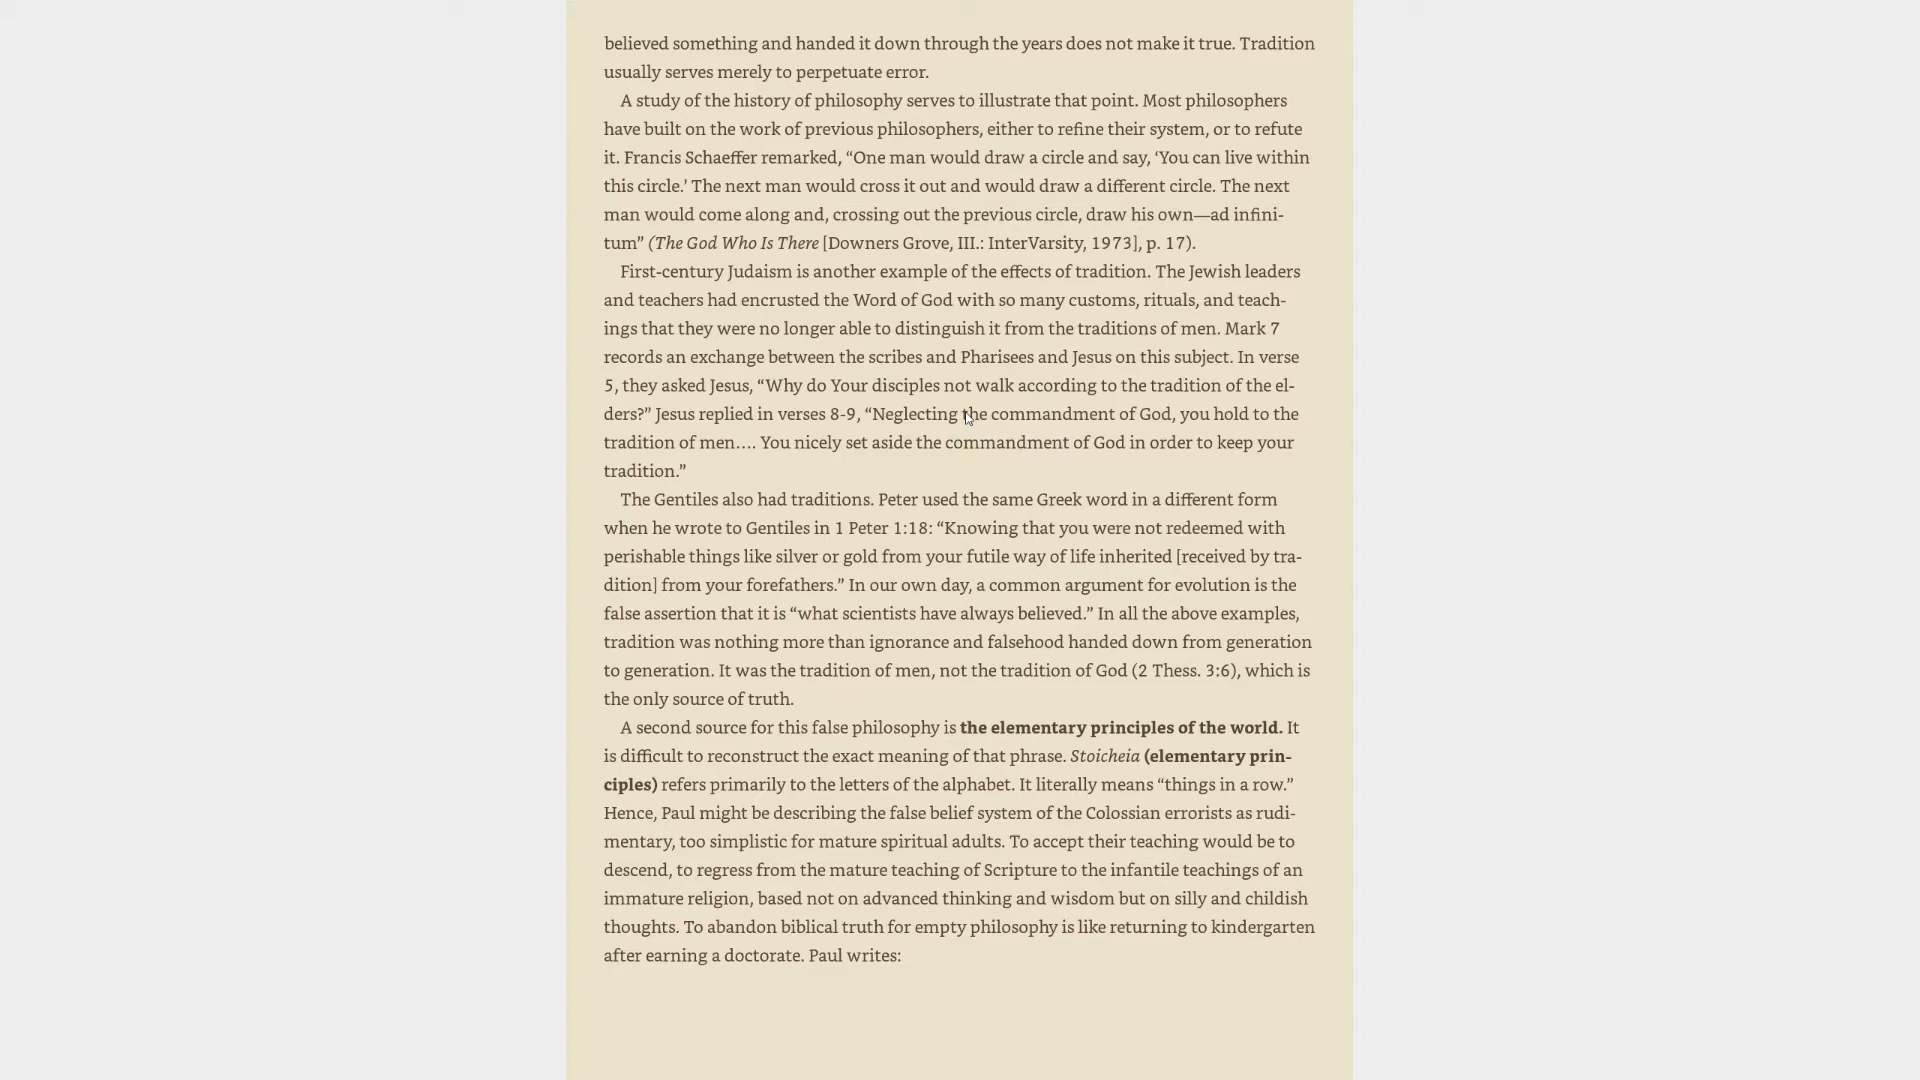 believed something and handed it down through the years does not make it true. Tradition
usually serves merely to perpetuate error.
A study of the history of philosophy serves to illustrate that point. Most philosophers
have built on the work of previous philosophers, either to refine their system, or to refute
it. Francis Schaeffer remarked, “One man would draw a circle and say, ‘You can live within
this circle.’ The next man would cross it out and would draw a different circle. The next
man would come along and, crossing out the previous circle, draw his own—ad infini-
tum” (The God Who Is There [Downers Grove, III.: InterVarsity, 1973], p. 17).
First-century Judaism is another example of the effects of tradition. The Jewish leaders
and teachers had encrusted the Word of God with so many customs, rituals, and teach-
ings that they were no longer able to distinguish it from the traditions of men. Mark 7
records an exchange between the scribes and Pharisees and Jesus on this subject. In verse
5, they asked Jesus, “Why do Your disciples not walk according to the tradition of the el-
ders?” Jesus replied in verses 8-9, “Neglecting the commandment of God, you hold to the
tradition of men…. You nicely set aside the commandment of God in order to keep your
tradition.”
The Gentiles also had traditions. Peter used the same Greek word in a different form
when he wrote to Gentiles in 1 Peter 1:18: “Knowing that you were not redeemed with
perishable things like silver or gold from your futile way of life inherited [received by tra-
dition] from your forefathers.” In our own day, a common argument for evolution is the
false assertion that it is “what scientists have always believed.” In all the above examples,
tradition was nothing more than ignorance and falsehood handed down from generation
to generation. It was the tradition of men, not the tradition of God (2 Thess. 3:6), which is
the only source of truth.
A second source for this false philosophy is the elementary principles of the world. It
is difficult to reconstruct the exact meaning of that phrase. Stoicheia (elementary prin-
ciples) refers primarily to the letters of the alphabet. It literally means “things in a row.”
Hence, Paul might be describing the false belief system of the Colossian errorists as rudi-
mentary, too simplistic for mature spiritual adults. To accept their teaching would be to
descend, to regress from the mature teaching of Scripture to the infantile teachings of an
immature religion, based not on advanced thinking and wisdom but on silly and childish
thoughts. To abandon biblical truth for empty philosophy is like returning to kindergarten
after earning a doctorate. Paul writes: